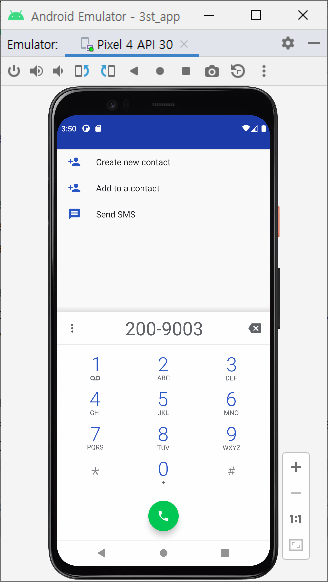 Android Emulator - 3st_app
Emulator: Pixel 4 API 30
3:50
Create new contact
Add to a contact
Send SMS
200-9003
1 2 3
ABC DEF
4 5 6
GHI JKL MNO
7 8 9
PQRS TUV WXYZ
* 0 #
+
1:1